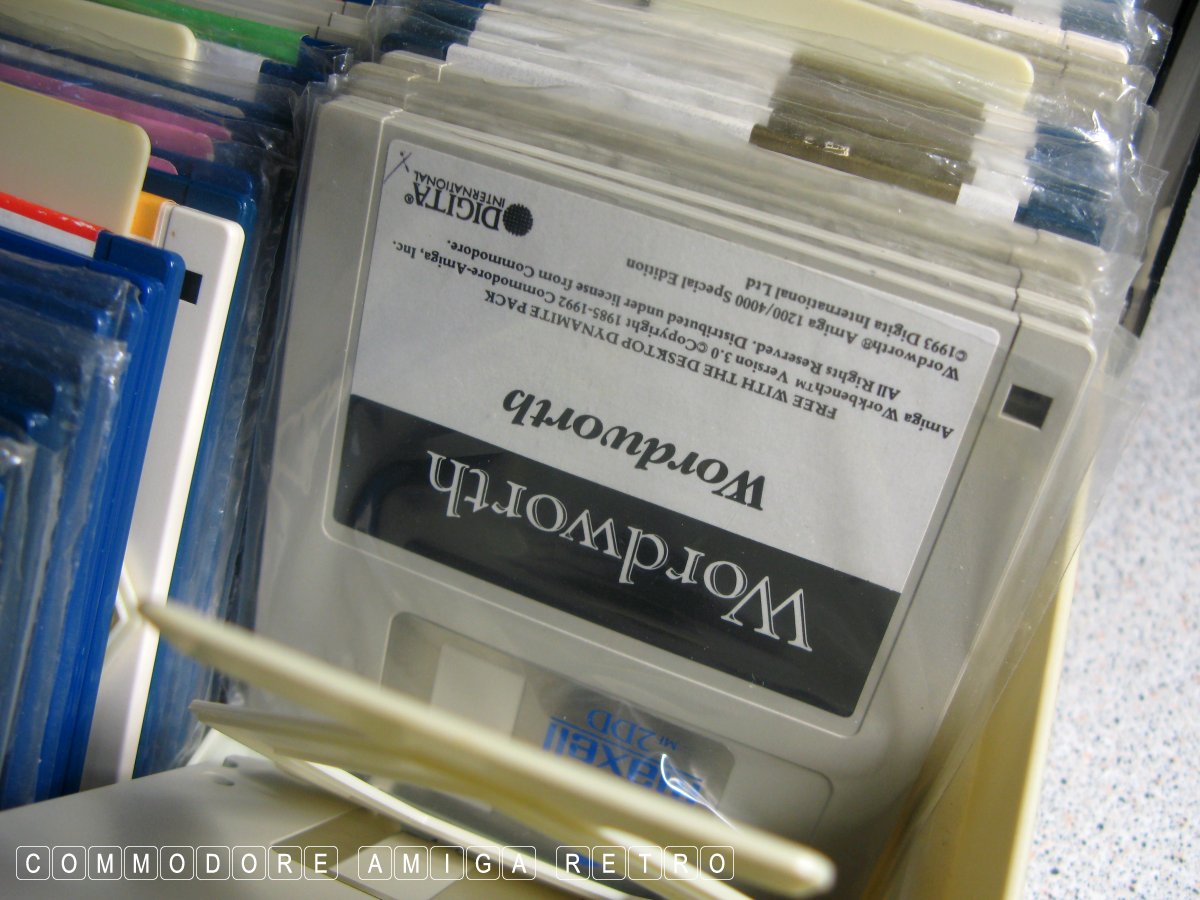 Wordworth
Wordworth
FREE WITH THE DESKTOP DYNAMITE PACK
Amiga Workbench™ Version 3.0 ©Copyright 1985-1992 Commodore-Amiga, Inc.
All Rights Reserved. Distributed under license from Commodore.
Wordworth® Amiga 1200/4000 Special Edition
©1993 Digita International Ltd
DIGITA®
INTERNATIONAL
maxell
MF2DD
COMMODORE AMIGA RETRO